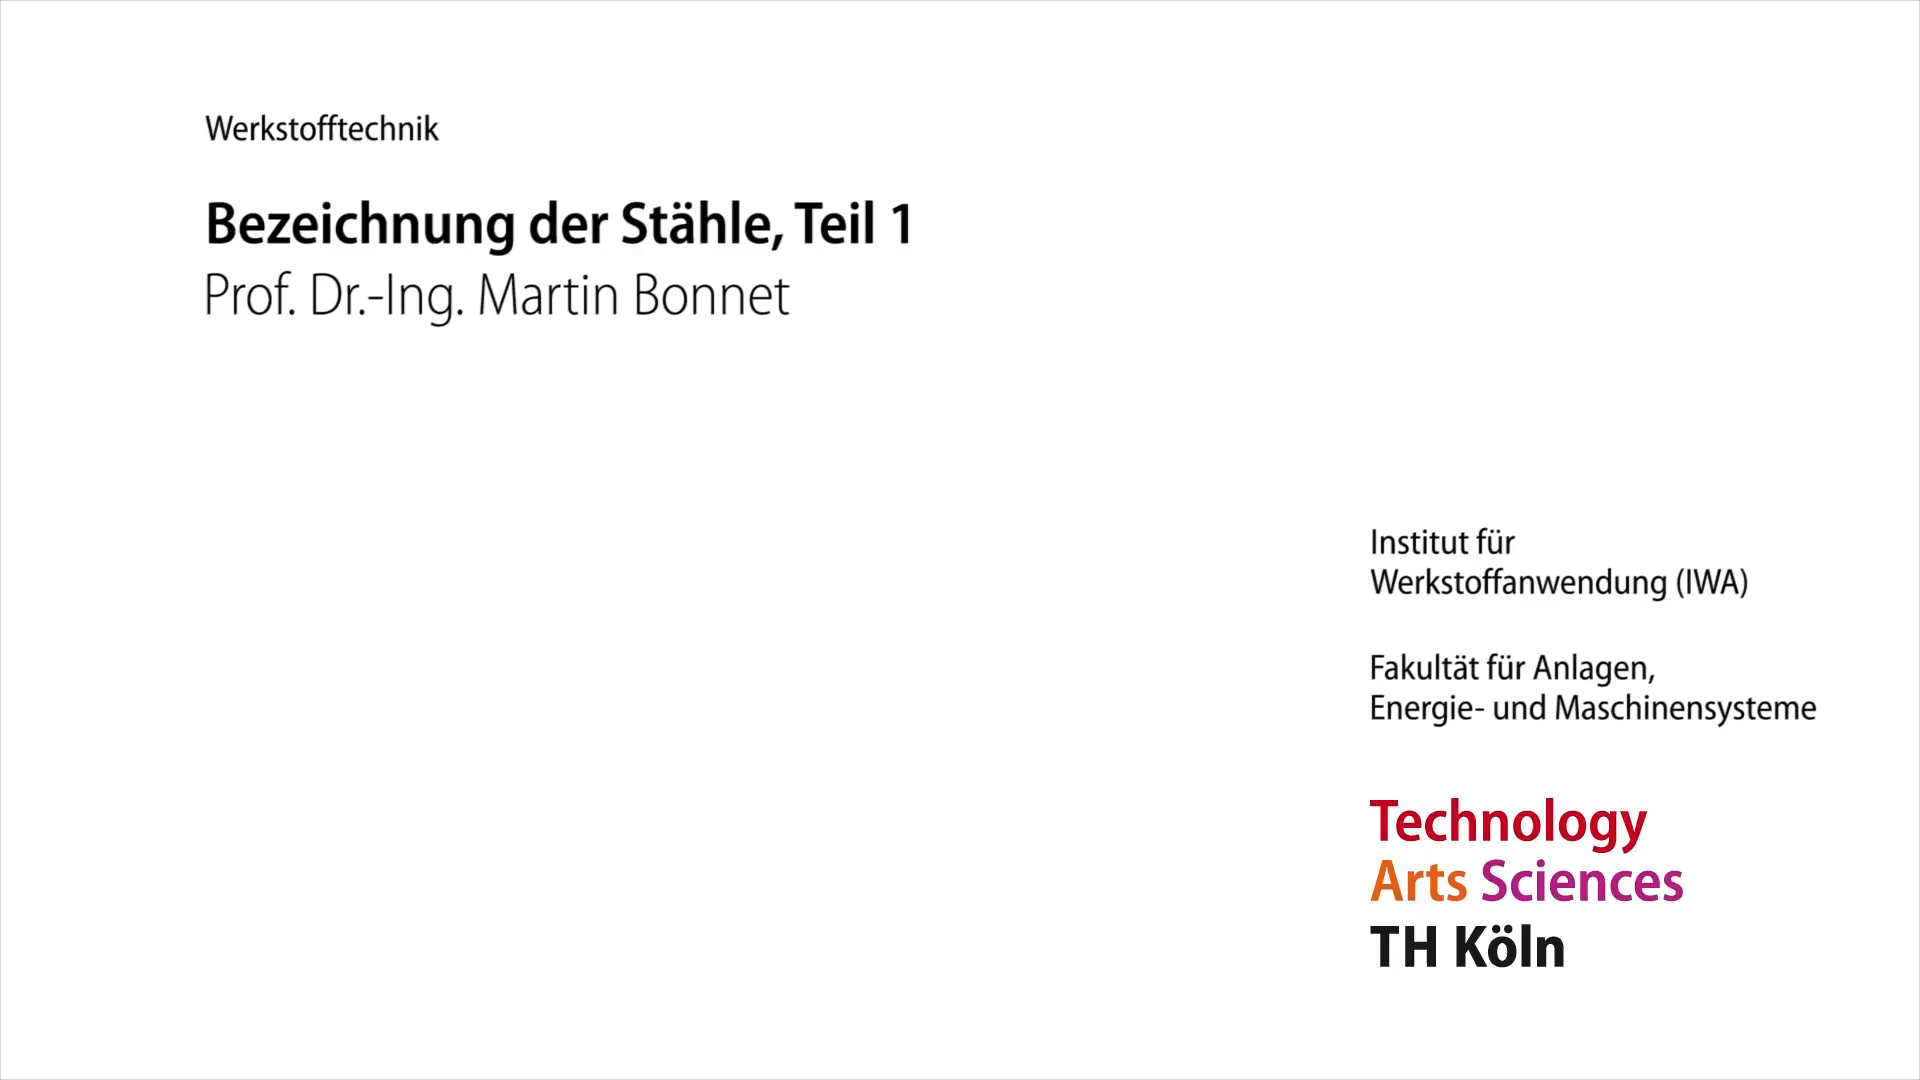 Werkstofftechnik
Bezeichnung der Stähle, Teil 1
Prof. Dr.-Ing. Martin Bonnet
Institut für
Werkstoffanwendung (IWA)
Fakultät für Anlagen,
Energie- und Maschinensysteme
Technology
Arts Sciences
TH Köln